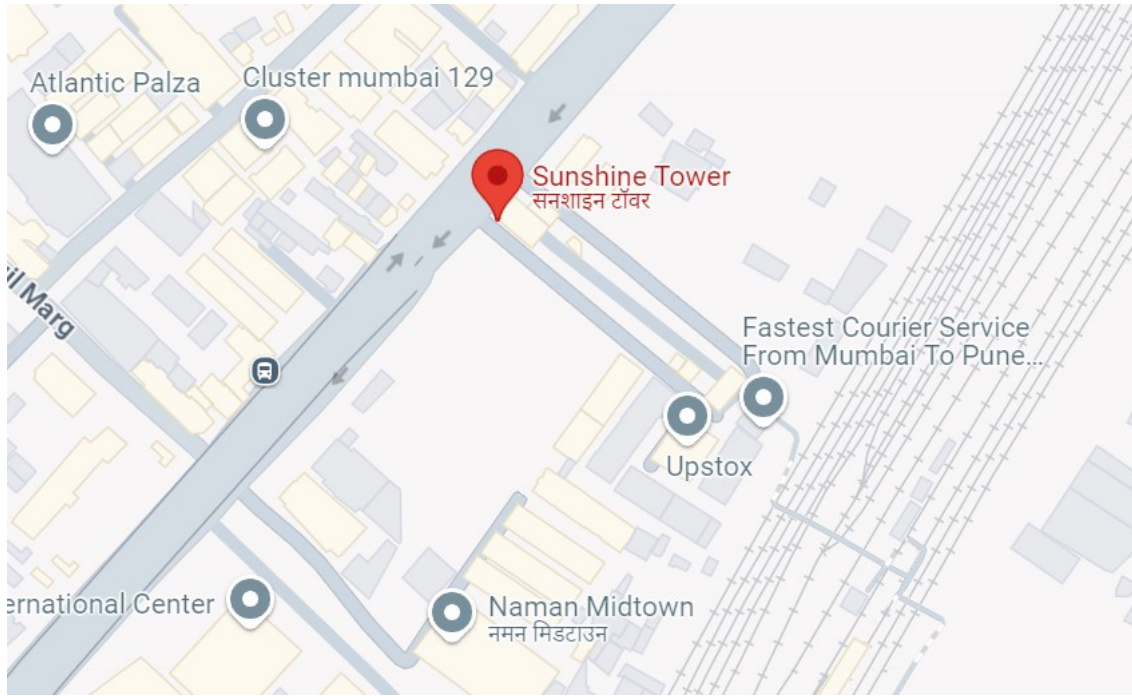 Atlantic Palza
Cluster mumbai 129
Sunshine Tower
सनशाइन टॉवर
il Marg
Fastest Courier Service
From Mumbai To Pune...
Upstox
ernational Center
Naman Midtown
नमन मिडटाउन